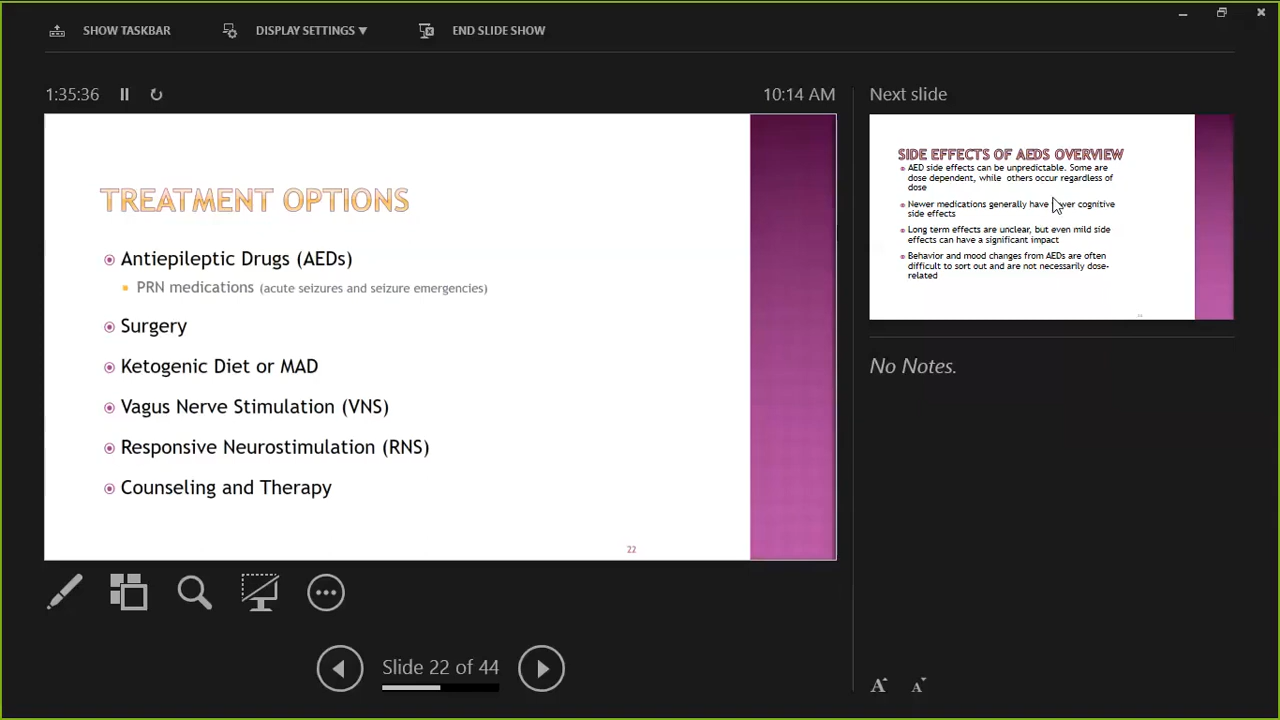 SHOW TASKBAR
DISPLAY SETTINGS ▼
END SLIDE SHOW
1:35:36
10:14 AM
TREATMENT OPTIONS
Antiepileptic Drugs (AEDs)
PRN medications (acute seizures and seizure emergencies)
Surgery
Ketogenic Diet or MAD
Vagus Nerve Stimulation (VNS)
Responsive Neurostimulation (RNS)
Counseling and Therapy
22
Slide 22 of 44
Next slide
SIDE EFFECTS OF AEDS OVERVIEW
AED side effects can be unpredictable. Some are
dose dependent, while others occur regardless of
dose
Newer medications generally have cognitive
side effects
Long term effects are unclear, but even mild side
effects can have a significant impact
Behavior and mood changes from AEDs are often
difficult to sort out and are not necessarily dose-
related
No Notes.
A A